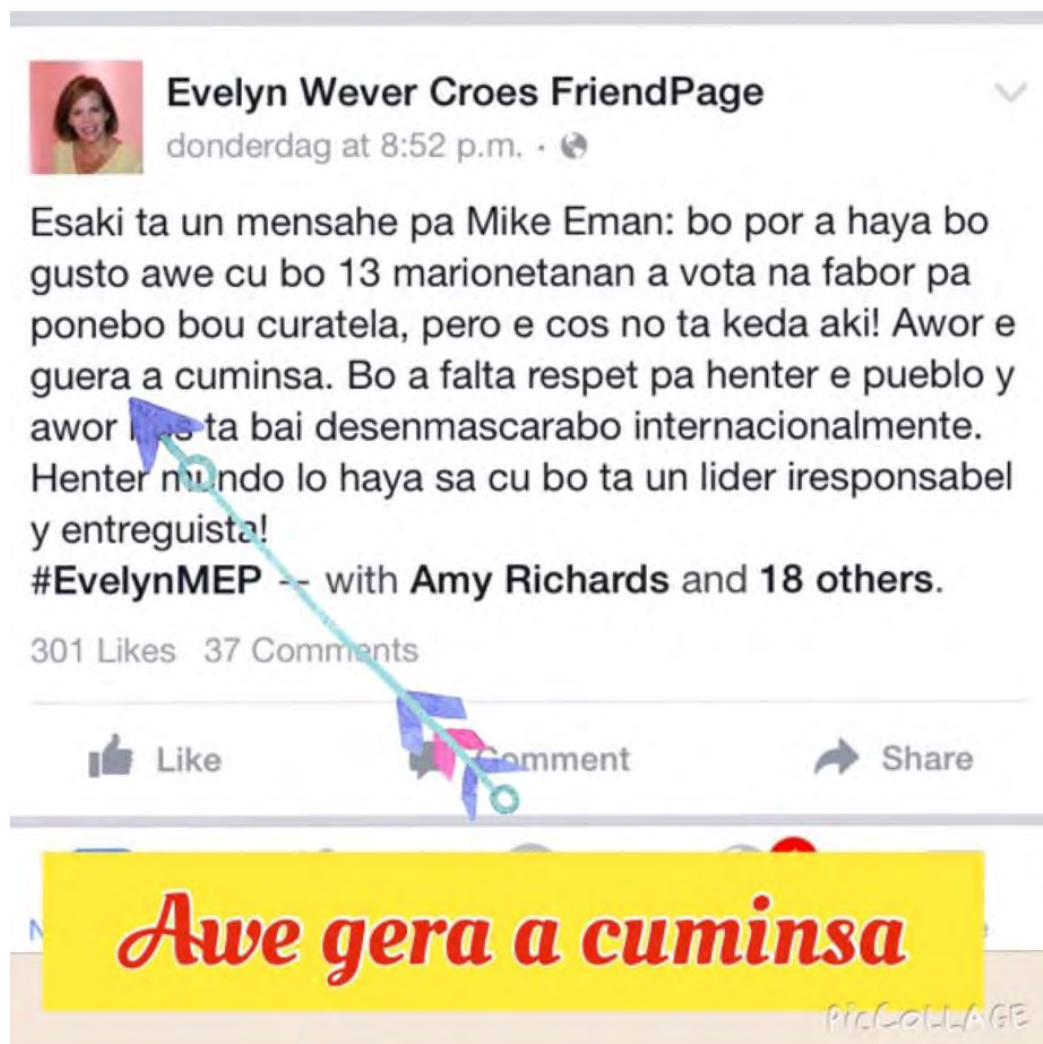 Evelyn Wever Croes FriendPage
donderdag at 8:52 p.m. ·
Esaki ta un mensahe pa Mike Eman: bo por a haya bo
gusto awe cu bo 13 marionetanan a vota na fabor pa
ponebo bou curatela, pero e cos no ta keda aki! Awor e
guera a cuminsa. Bo a falta respet pa henter e pueblo y
awor ta bai desenmascarabo internacionalmente.
Henter mundo lo haya sa cu bo ta un lider iresponsabel
y entreguista!
#EvelynMEP — with Amy Richards and 18 others.
301 Likes 37 Comments
Like Comment Share
Awe gera a cuminsa
PicCOLLAGE